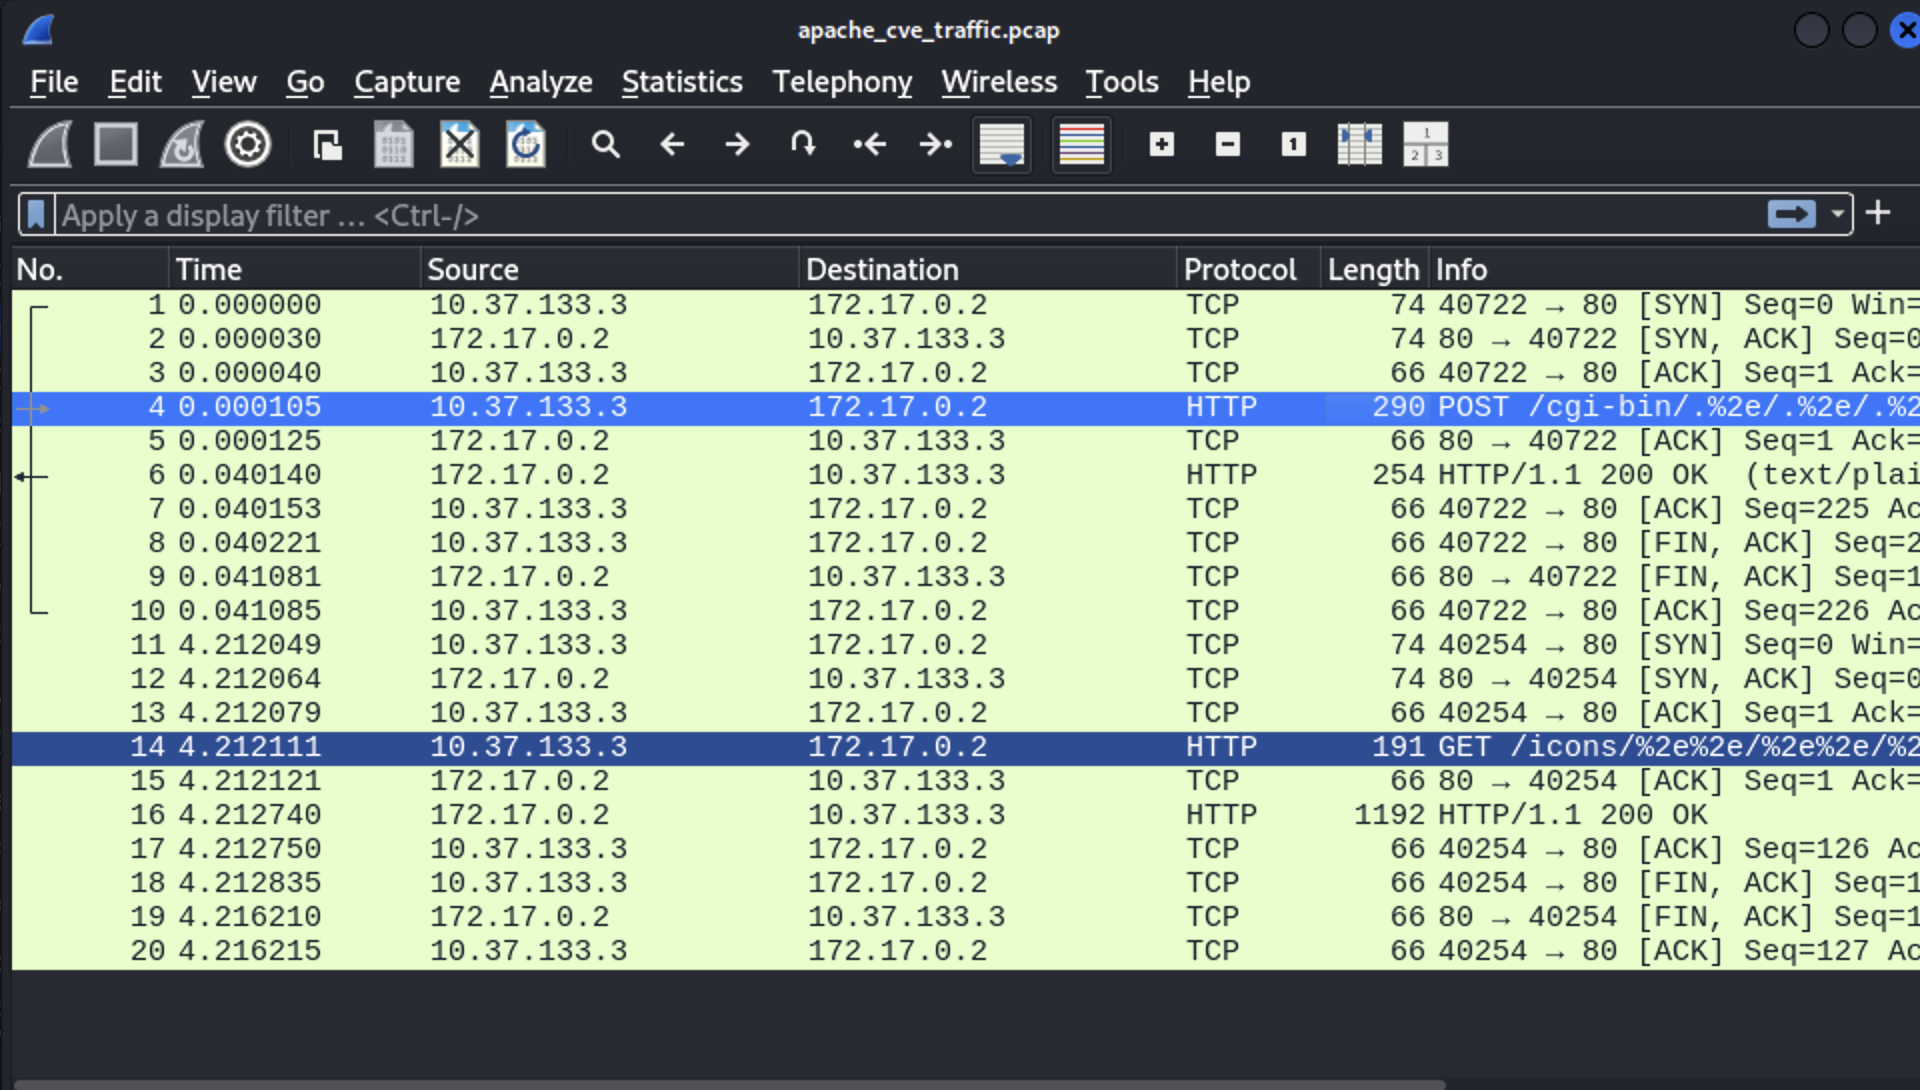 apache_cve_traffic.pcap
File Edit View Go Capture Analyze Statistics Telephony Wireless Tools Help
Apply a display filter … <Ctrl-/>
No. Time Source Destination Protocol Length Info
1 0.000000 10.37.133.3 172.17.0.2 TCP 74 40722 → 80 [SYN] Seq=0 Win=
2 0.000030 172.17.0.2 10.37.133.3 TCP 74 80 → 40722 [SYN, ACK] Seq=0
3 0.000040 10.37.133.3 172.17.0.2 TCP 66 40722 → 80 [ACK] Seq=1 Ack=
4 0.000105 10.37.133.3 172.17.0.2 HTTP 290 POST /cgi-bin/.%2e/.%2e/.%2
5 0.000125 172.17.0.2 10.37.133.3 TCP 66 80 → 40722 [ACK] Seq=1 Ack=
6 0.040140 172.17.0.2 10.37.133.3 HTTP 254 HTTP/1.1 200 OK (text/plai
7 0.040153 10.37.133.3 172.17.0.2 TCP 66 40722 → 80 [ACK] Seq=225 Ac
8 0.040221 10.37.133.3 172.17.0.2 TCP 66 40722 → 80 [FIN, ACK] Seq=2
9 0.041081 172.17.0.2 10.37.133.3 TCP 66 80 → 40722 [FIN, ACK] Seq=1
10 0.041085 10.37.133.3 172.17.0.2 TCP 66 40722 → 80 [ACK] Seq=226 Ac
11 4.212049 10.37.133.3 172.17.0.2 TCP 74 40254 → 80 [SYN] Seq=0 Win=
12 4.212064 172.17.0.2 10.37.133.3 TCP 74 80 → 40254 [SYN, ACK] Seq=0
13 4.212079 10.37.133.3 172.17.0.2 TCP 66 40254 → 80 [ACK] Seq=1 Ack=
14 4.212111 10.37.133.3 172.17.0.2 HTTP 191 GET /icons/%2e%2e/%2e%2e/%2
15 4.212121 172.17.0.2 10.37.133.3 TCP 66 80 → 40254 [ACK] Seq=1 Ack=
16 4.212740 172.17.0.2 10.37.133.3 HTTP 1192 HTTP/1.1 200 OK
17 4.212750 10.37.133.3 172.17.0.2 TCP 66 40254 → 80 [ACK] Seq=126 Ac
18 4.212835 10.37.133.3 172.17.0.2 TCP 66 40254 → 80 [FIN, ACK] Seq=1
19 4.216210 172.17.0.2 10.37.133.3 TCP 66 80 → 40254 [FIN, ACK] Seq=1
20 4.216215 10.37.133.3 172.17.0.2 TCP 66 40254 → 80 [ACK] Seq=127 Ac